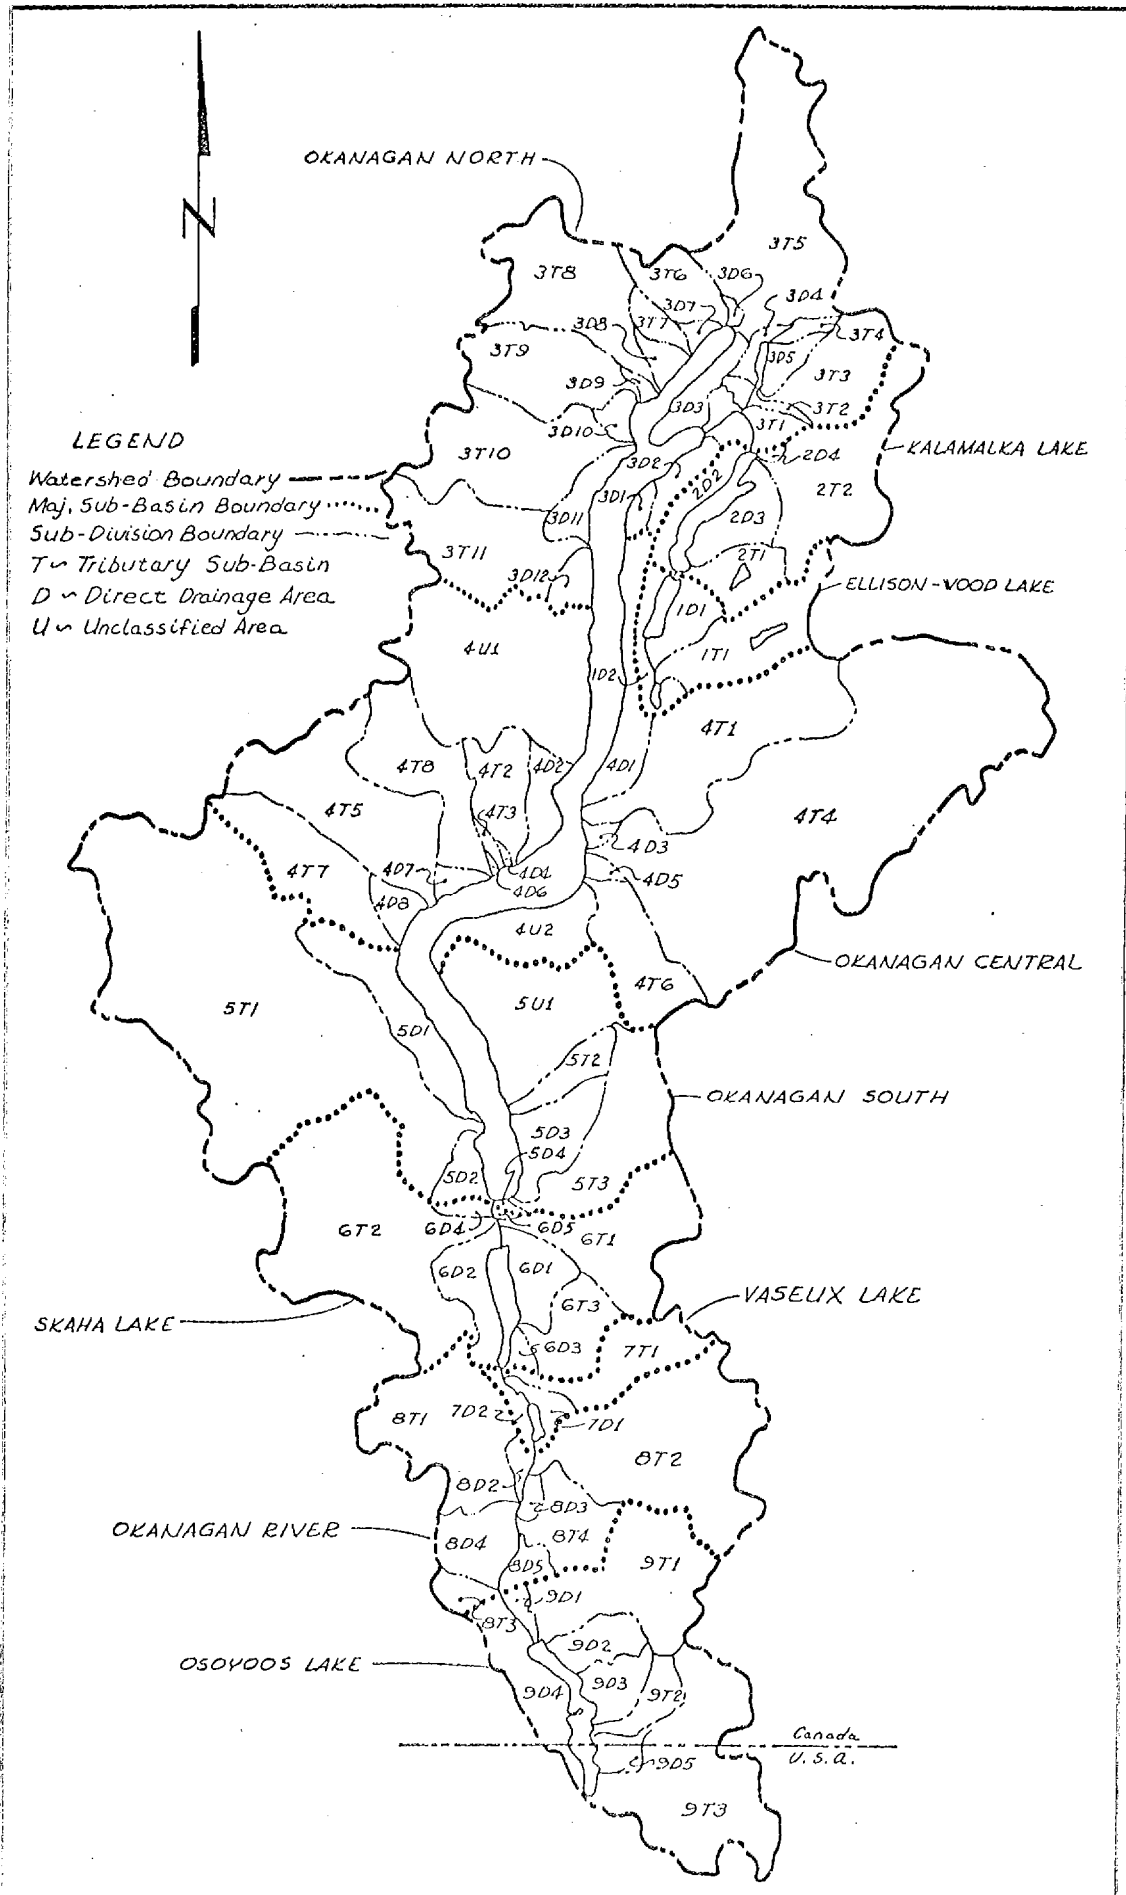 N
OKANAGAN NORTH
3T5
3T8
3T6
3D6
3D7
3D4
3D8
3T7
3T4
3T9
3D5
3T3
3D9
3D3
3T2
3T1
LEGEND
3D10
3T10
3D2
2D4
KALAMALKA LAKE
Watershed Boundary
2D2
2T2
Maj. Sub-Basin Boundary
3D1
3D11
2D3
Sub-Division Boundary
3T11
2T1
T ~ Tributary Sub-Basin
3D12
ELLISON-WOOD LAKE
D ~ Direct Drainage Area
1D1
U ~ Unclassified Area
4U1
1T1
1D2
4T1
4T8
4T2
4D2
4D1
4T5
4T3
4T4
4D3
4T7
4D7
4D4
4D5
4D6
4D8
4U2
OKANAGAN CENTRAL
4T6
5T1
5U1
5D1
5T2
OKANAGAN SOUTH
5D3
5D4
5D2
5T3
6T2
6D4
6D5
6T1
6D2
6D1
VASEUX LAKE
6T3
SKAHA LAKE
6D3
7T1
8T1
7D2
7D1
8T2
8D2
8D3
OKANAGAN RIVER
8D4
8T4
8D5
9T1
9D1
8T3
9D2
OSOYOOS LAKE
9D3
9D4
9T2
Canada
U.S.A.
9D5
9T3